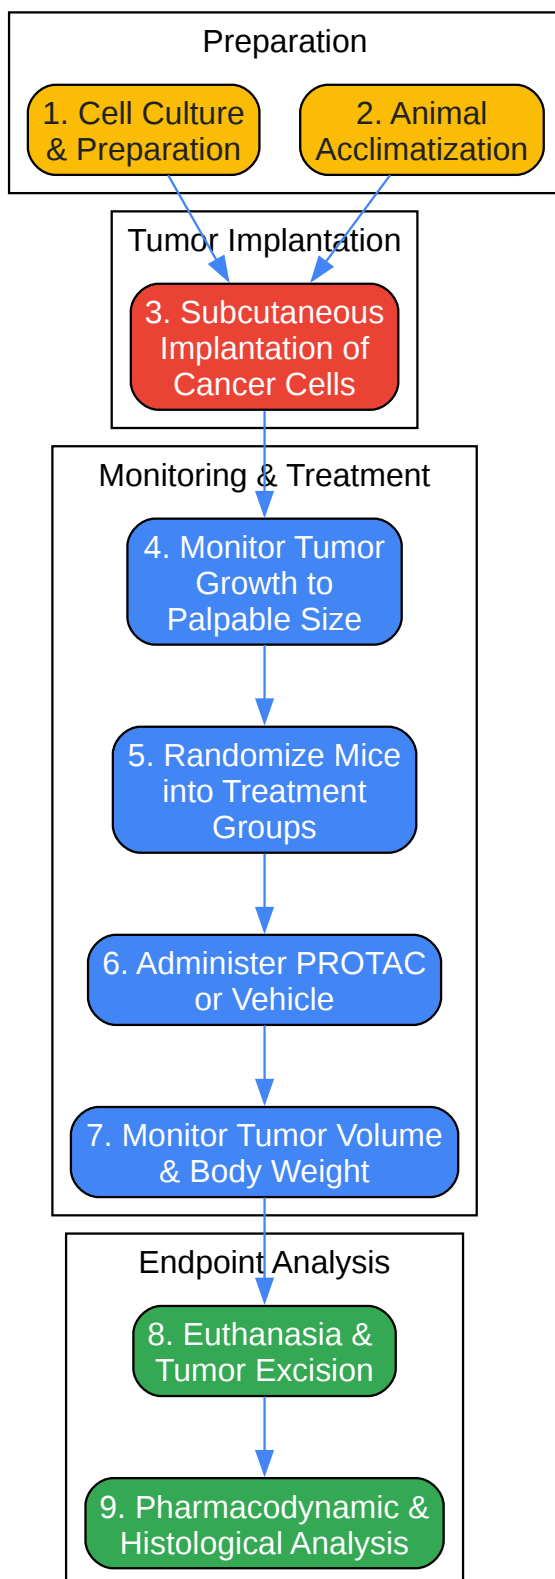 Preparation
1. Cell Culture
& Preparation
2. Animal
Acclimatization
Tumor Implantation
3. Subcutaneous
Implantation of
Cancer Cells
Monitoring & Treatment
4. Monitor Tumor
Growth to
Palpable Size
5. Randomize Mice
into Treatment
Groups
6. Administer PROTAC
or Vehicle
7. Monitor Tumor Volume
& Body Weight
Endpoint Analysis
8. Euthanasia &
Tumor Excision
9. Pharmacodynamic &
Histological Analysis